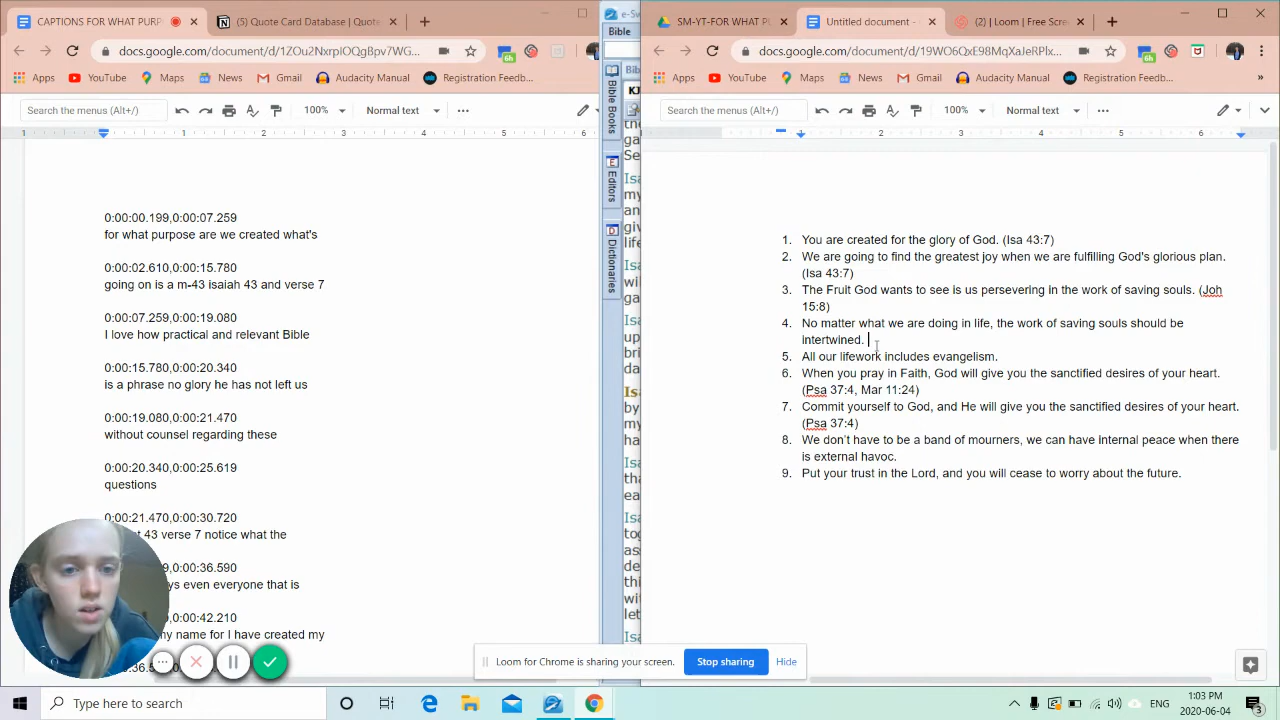 CAPTIONS FOR WHAT PURP
(5) Quote Card Database
e-Sw
SM-YT-FOR WHAT P
Untitled document -
(2) | Loom | Free Scree
docs.google.com/document/d/1ZOu2NxrpTuCqBpv7WG...
6h
Bible
docs.google.com/document/d/19WO6QxE98MqXaJeRPlx...
6h
Apps
YouTube
Maps
News
Gmail
Audacity Manual
Registration Feedb...
Apps
YouTube
Maps
News
Gmail
Audacity Manual
Registration Feedb...
»
Search the menus (Alt+/)
100%
Normal text
Search the menus (Alt+/)
100%
Normal text
Bible Books
Editors
Dictionaries
0:00:00.199,0:00:07.259
for what purpose are we created what's
0:00:02.610,0:00:15.780
going on is a m-43 isaiah 43 and verse 7
0:00:07.259,0:00:19.080
I love how practical and relevant Bible
0:00:15.780,0:00:20.340
is a phrase no glory he has not left us
0:00:19.080,0:00:21.470
without counsel regarding these
0:00:20.340,0:00:25.619
questions
0:00:21.470,0:00:30.720
43 verse 7 notice what the
36.590
ys even everyone that is
42.210
my name for I have created my
1. You are created for the glory of God. (Isa 43:7)
2. We are going to find the greatest joy when we are fulfilling God's glorious plan.
(Isa 43:7)
3. The Fruit God wants to see is us persevering in the work of saving souls. (Joh
15:8)
4. No matter what we are doing in life, the work of saving souls should be
intertwined.
5. All our lifework includes evangelism.
6. When you pray in Faith, God will give you the sanctified desires of your heart.
(Psa 37:4, Mar 11:24)
7. Commit yourself to God, and He will give you the sanctified desires of your heart.
(Psa 37:4)
8. We don't have to be a band of mourners, we can have internal peace when there
is external havoc.
9. Put your trust in the Lord, and you will cease to worry about the future.
Loom for Chrome is sharing your screen.
Stop sharing
Hide
Type here to search
ENG
1:03 PM
2020-06-04
3